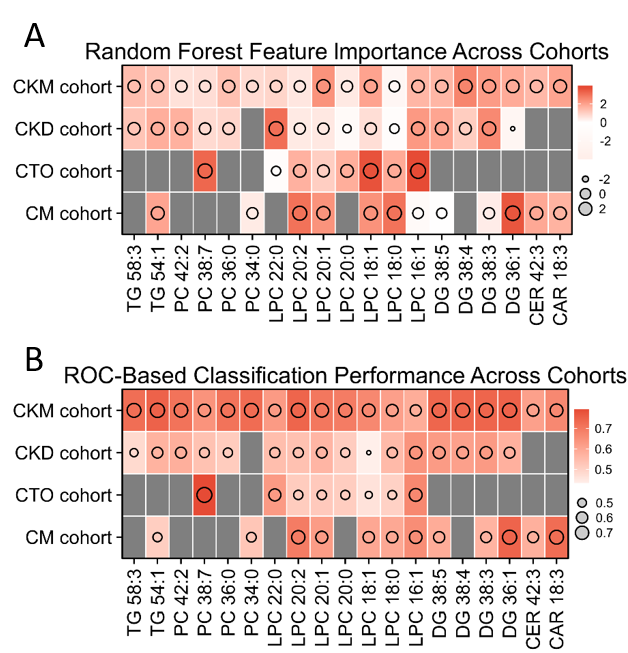 A
Random Forest Feature Importance Across Cohorts
CKM cohort
CKD cohort
CTO cohort
CM cohort
2
0
-2
-2
0
2
TG 58:3
TG 54:1
PC 42:2
PC 38:7
PC 36:0
PC 34:0
LPC 22:0
LPC 20:2
LPC 20:1
LPC 20:0
LPC 18:1
LPC 18:0
LPC 16:1
DG 38:5
DG 38:4
DG 38:3
DG 36:1
CER 42:3
CAR 18:3
B
ROC-Based Classification Performance Across Cohorts
CKM cohort
CKD cohort
CTO cohort
CM cohort
0.7
0.6
0.5
0.5
0.6
0.7
TG 58:3
TG 54:1
PC 42:2
PC 38:7
PC 36:0
PC 34:0
LPC 22:0
LPC 20:2
LPC 20:1
LPC 20:0
LPC 18:1
LPC 18:0
LPC 16:1
DG 38:5
DG 38:4
DG 38:3
DG 36:1
CER 42:3
CAR 18:3